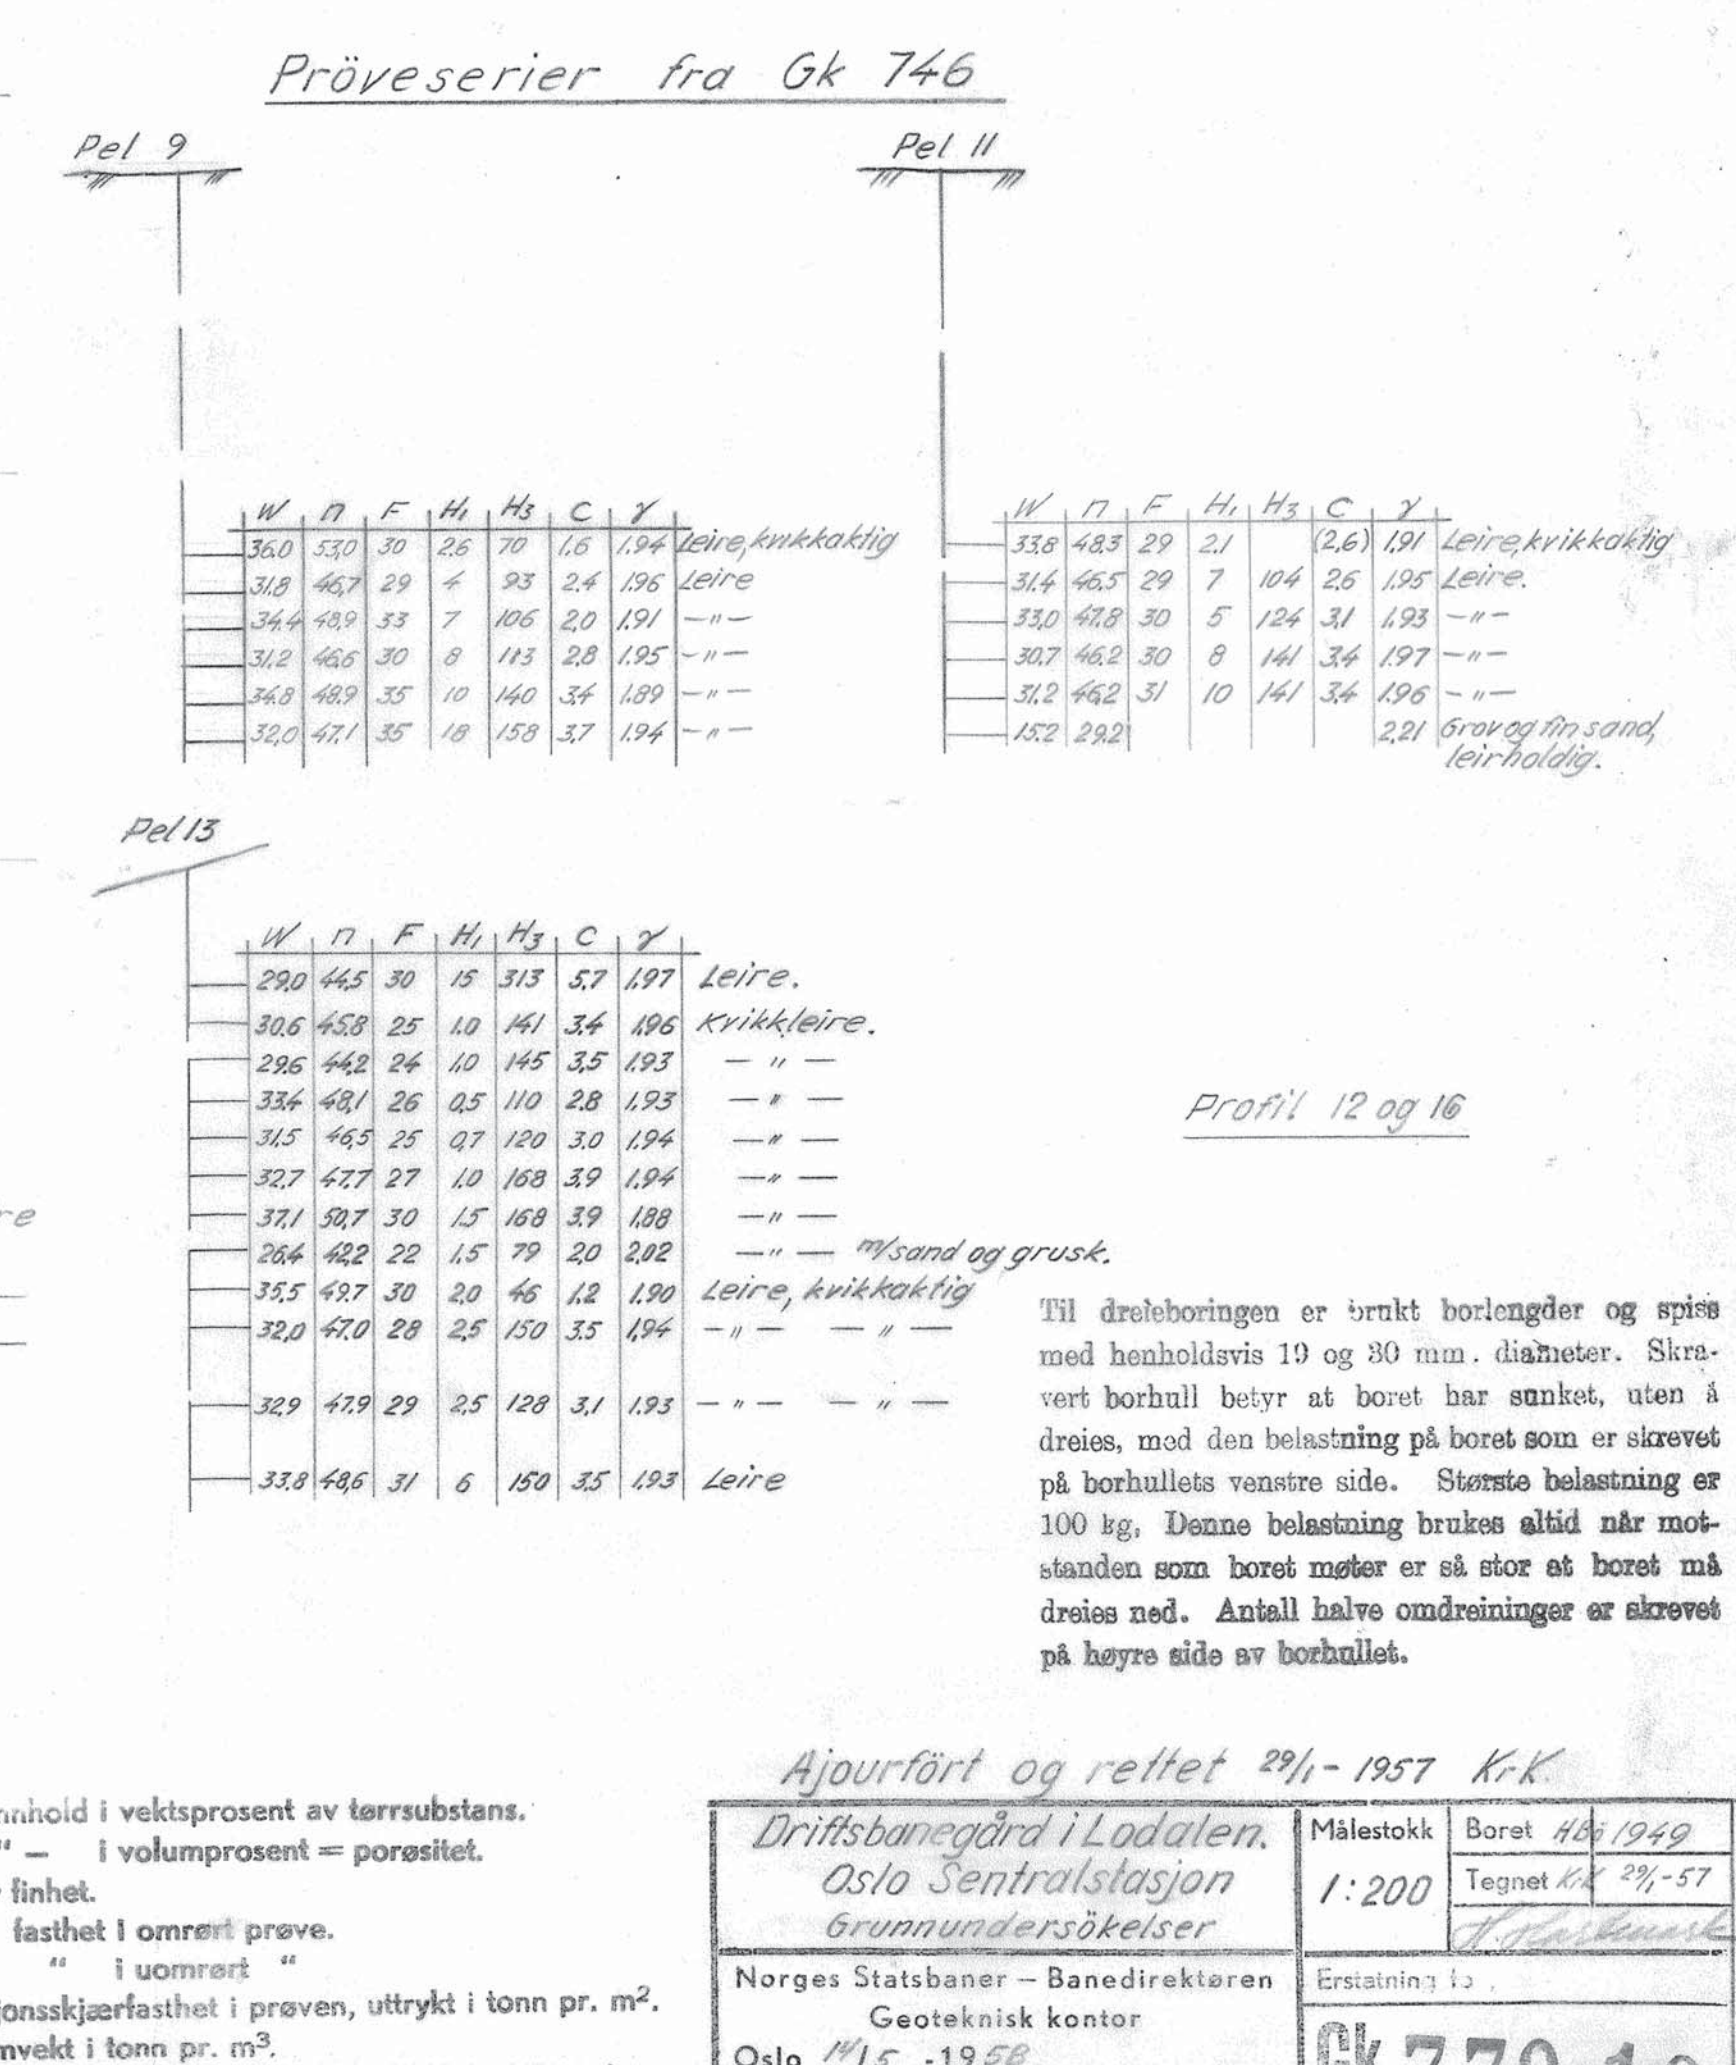 Pröveserier fra Gk 746
Pel 9
W n F H₁ H₃ C γ
36.0 53,0 30 2.6 70 1.6 1.94 Leire, kvikkaktig
31.8 46,7 29 4 93 2.4 1.96 Leire
34.4 48,9 33 7 106 2,0 1.91 —"—
31.2 46.6 30 8 113 2.8 1.95 —"—
34.8 48.9 35 10 140 3.4 1.89 —"—
32,0 47.1 35 18 158 3.7 1.94 —"—
Pel 11
W n F H₁ H₃ C γ
33.8 48.3 29 2.1 (2,6) 1.91 Leire, kvikkaktig
31.4 46.5 29 7 104 2.6 1.95 Leire.
33,0 47.8 30 5 124 3,1 1.93 —"—
30.7 46.2 30 8 141 3.4 1.97 —"—
31.2 46.2 31 10 141 3.4 1.96 —"—
15.2 29.2 2,21 Grov og fin sand,
leirholdig.
Pel 13
W n F H₁ H₃ C γ
29.0 44.5 30 15 313 5.7 1.97 Leire.
30.6 45.8 25 1.0 141 3.4 1.96 Kvikkleire.
29.6 44.2 24 1,0 145 3,5 1.93 —"—
33.4 48,1 26 0,5 110 2.8 1,93 —"—
31,5 46,5 25 0,7 120 3.0 1.94 —"—
32,7 47.7 27 1.0 168 3,9 1.94 —"—
37,1 50,7 30 1.5 168 3.9 1.88 —"—
26.4 42.2 22 1.5 79 2,0 2,02 —"— m/sand og grusk.
35,5 49.7 30 2,0 46 1.2 1.90 Leire, kvikkaktig
32,0 47.0 28 2,5 150 3.5 1,94 —"— —"—
32.9 47.9 29 2,5 128 3,1 1.93 —"— —"—
33.8 48,6 31 6 150 3.5 1.93 Leire
Profil 12 og 16
re
Til dreieboringen er brukt borlengder og spiss
med henholdsvis 19 og 30 mm. diameter. Skra-
vert borhull betyr at boret har sunket, uten å
dreies, med den belastning på boret som er skrevet
på borhullets venstre side. Største belastning er
100 kg. Denne belastning brukes altid når mot-
standen som boret møter er så stor at boret må
dreies ned. Antall halve omdreininger er skrevet
på høyre side av borhullet.
Ajourfört og rettet 29/1- 1957 KrK.
nnhold i vektsprosent av tørrsubstans.
" — i volumprosent = porøsitet.
finhet.
fasthet i omrørt prøve.
" i uomrørt "
jonsskjærfasthet i prøven, uttrykt i tonn pr. m².
mvekt i tonn pr. m³.
Driftsbanegård i Lodalen.
Oslo Sentralstasjon
Grunnundersökelser
Målestokk
1:200
Boret HBö 1949
Tegnet KrK 29/1-57
Norges Statsbaner — Banedirektøren
Geoteknisk kontor
Oslo 14/5 -1958
Erstatning fo
Gk 770